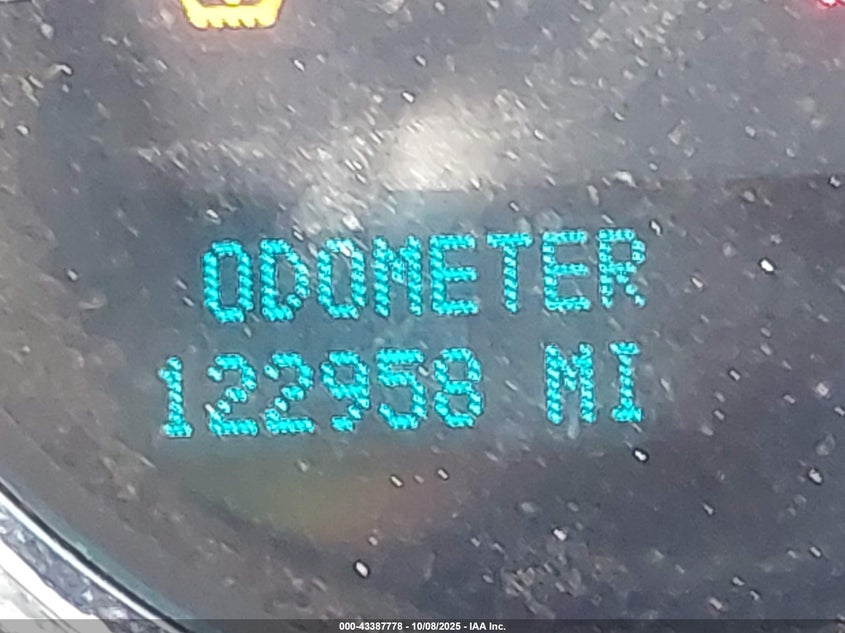 ODOMETER
122958 MI
000-43387778 - 10/08/2025 - IAA Inc.